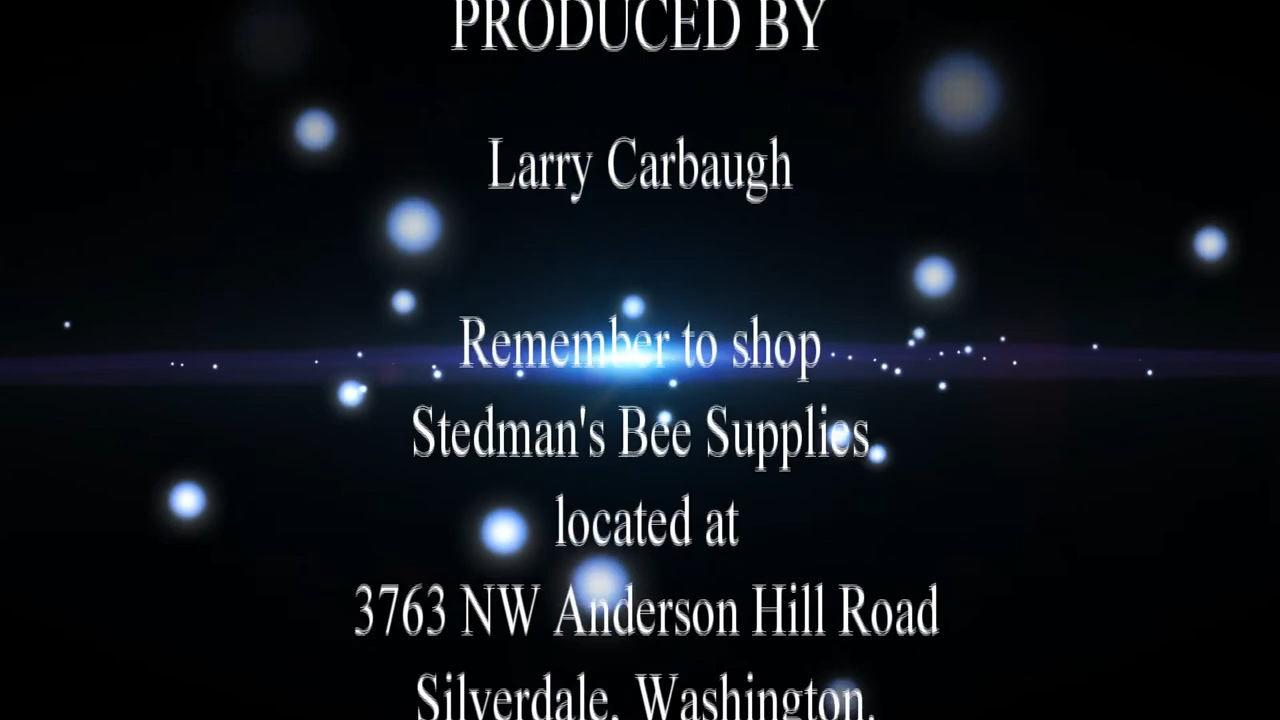 PRODUCED BY
Larry Carbaugh
Remember to shop
Stedman's Bee Supplies
located at
3763 NW Anderson Hill Road
Silverdale, Washington.